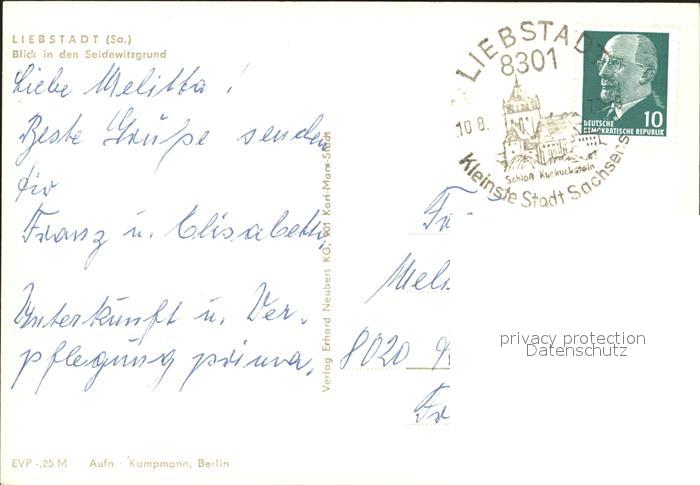 LIEBSTADT (Sa.)
Blick in den Seidewitzgrund
Liebe Melitta!
Beste Grüße senden
dir
Franz u. Elisabeth,
Unterkunft u. Ver-
pflegung prima.
EVP -,25 M Aufn. Kampmann, Berlin
Verlag Erhard Neubert KG, 901 Karl-Marx-Stadt
LIEBSTADT
8301
10 8.
Schloß Kuckuckstein
Kleinste Stadt Sachsens
10
DEUTSCHE
DEMOKRATISCHE REPUBLIK
8020
privacy protection
Datenschutz